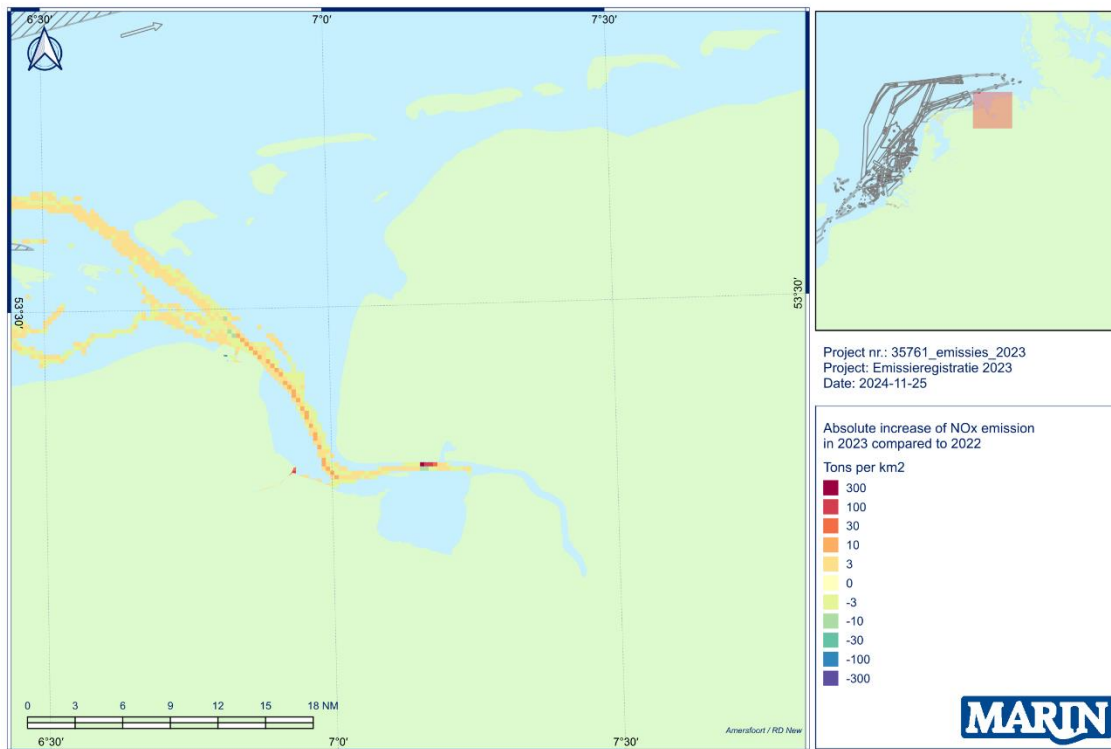 6°30'
7°0'
7°30'
53°30'
53°30'
0 3 6 9 12 15 18 NM
Amersfoort / RD New
6°30'
7°0'
7°30'
Project nr.: 35761_emissies_2023
Project: Emissieregistratie 2023
Date: 2024-11-25
Absolute increase of NOx emission
in 2023 compared to 2022
Tons per km2
300
100
30
10
3
0
-3
-10
-30
-100
-300
MARIN